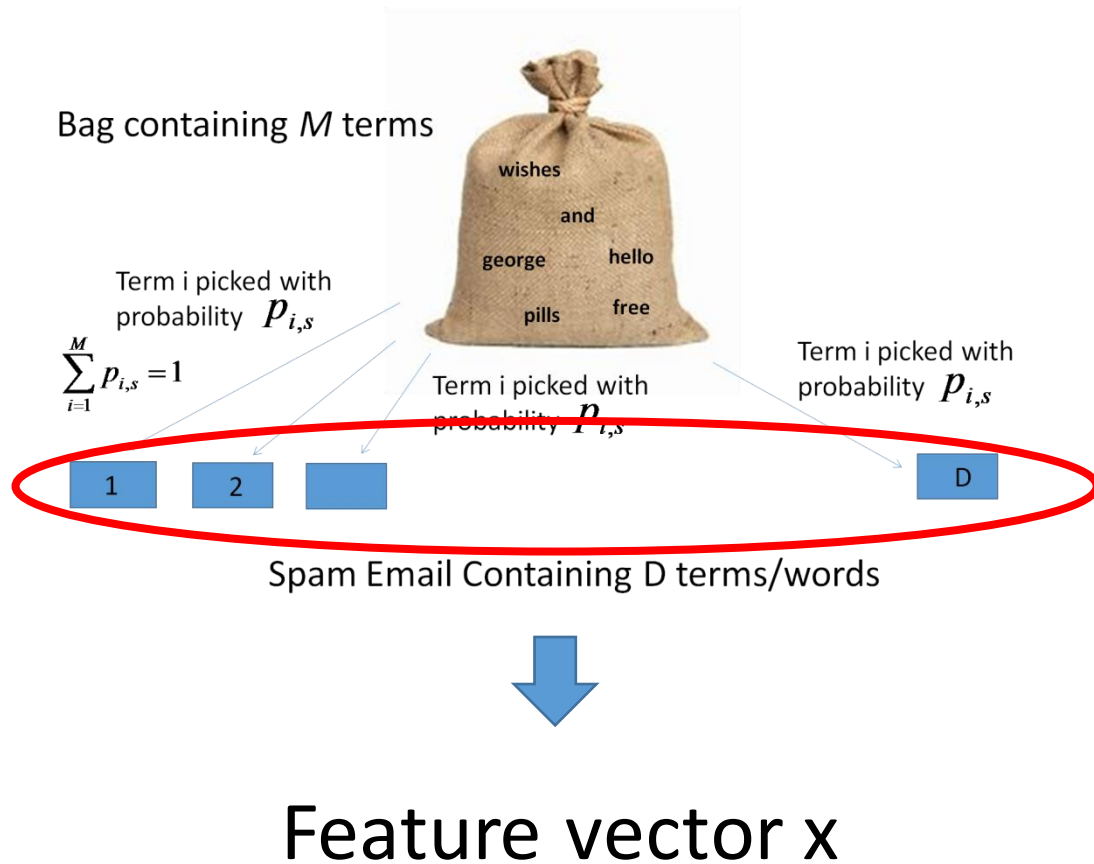 Bag containing M terms
wishes
and
george
hello
pills
free
Term i picked with
probability p_{i,s}
\sum_{i=1}^{M} p_{i,s} = 1
Term i picked with
probability p_{i,s}
Term i picked with
probability p_{i,s}
1
2
D
Spam Email Containing D terms/words
Feature vector x